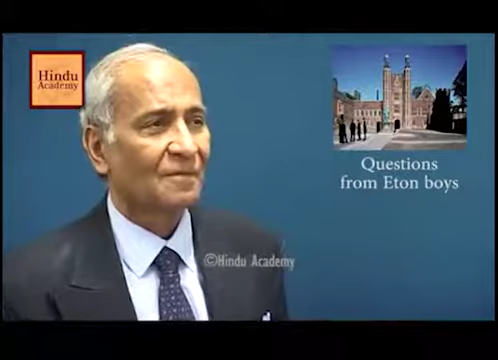 Hindu
Academy
Questions
from Eton boys
©Hindu Academy